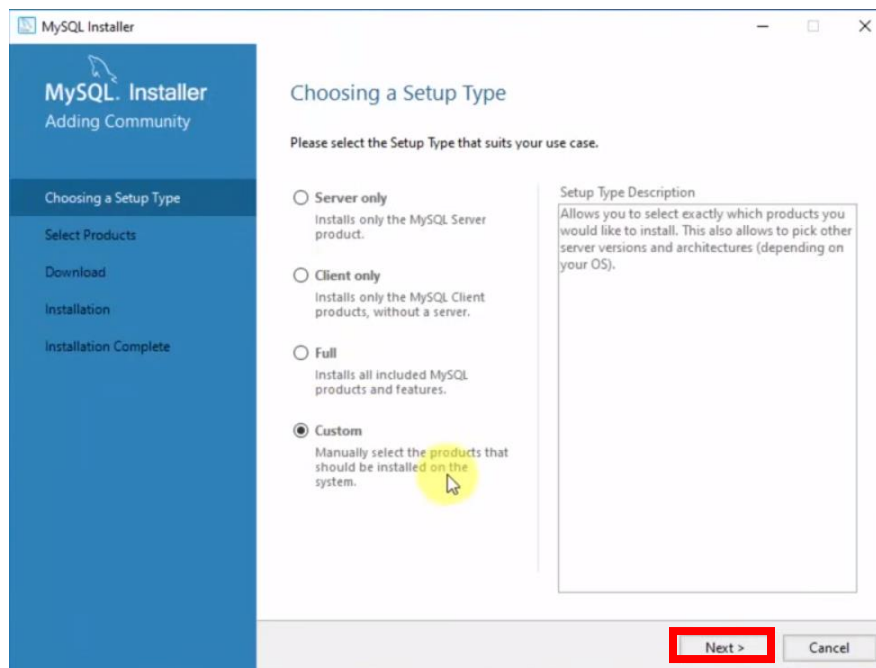 MySQL Installer
MySQL. Installer
Adding Community
Choosing a Setup Type
Select Products
Download
Installation
Installation Complete
Choosing a Setup Type
Please select the Setup Type that suits your use case.
Server only
Installs only the MySQL Server
product.
Client only
Installs only the MySQL Client
products, without a server.
Full
Installs all included MySQL
products and features.
Custom
Manually select the products that
should be installed on the
system.
Setup Type Description
Allows you to select exactly which products you
would like to install. This also allows to pick other
server versions and architectures (depending on
your OS).
Next >
Cancel